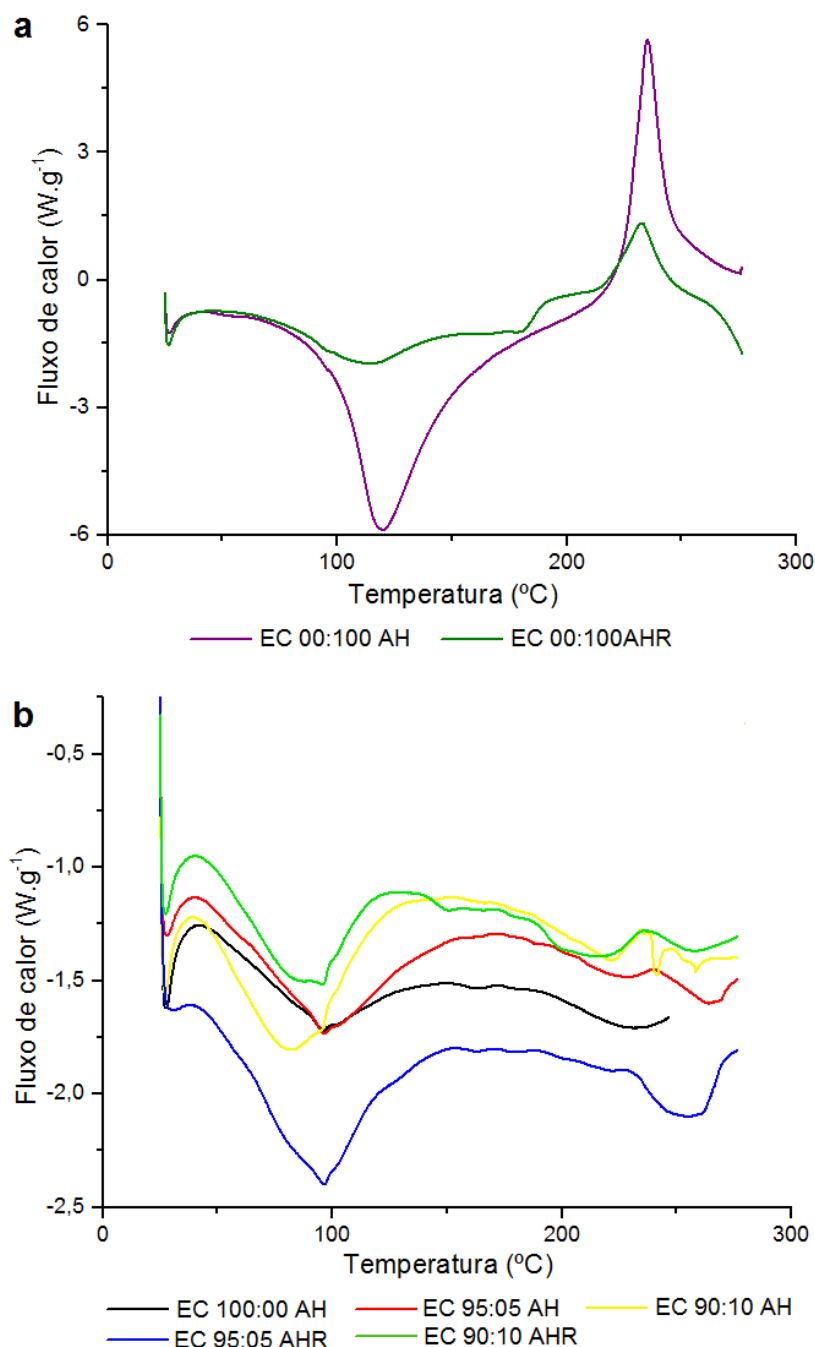 a
6
3
0
-3
-6
Fluxo de calor (W.g-1)
0 100 200 300
Temperatura (ºC)
EC 00:100 AH EC 00:100AHR
b
-0,5
-1,0
-1,5
-2,0
-2,5
Fluxo de calor (W.g-1)
0 100 200 300
Temperatura (ºC)
EC 100:00 AH EC 95:05 AH EC 90:10 AH
EC 95:05 AHR EC 90:10 AHR